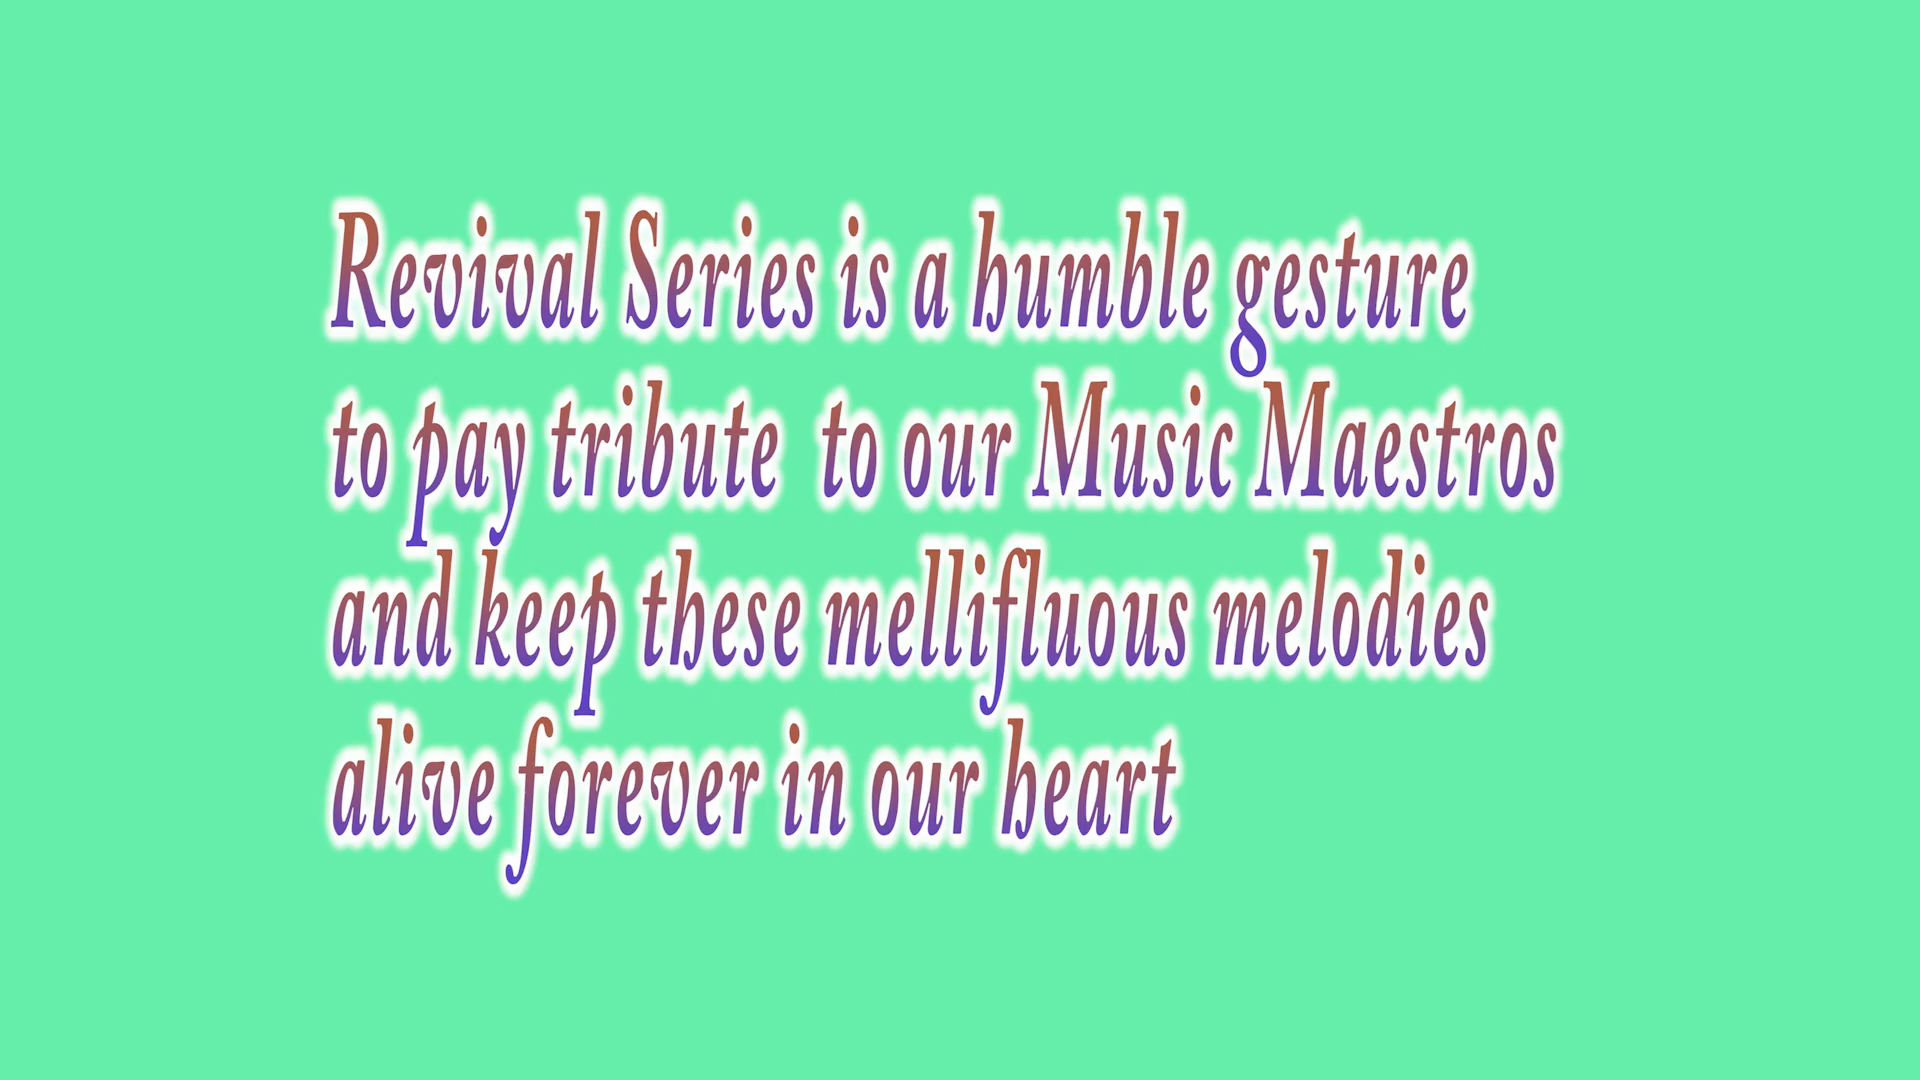 Revival Series is a humble gesture
to pay tribute  to our Music Maestros
and keep these mellifluous melodies
alive forever in our heart